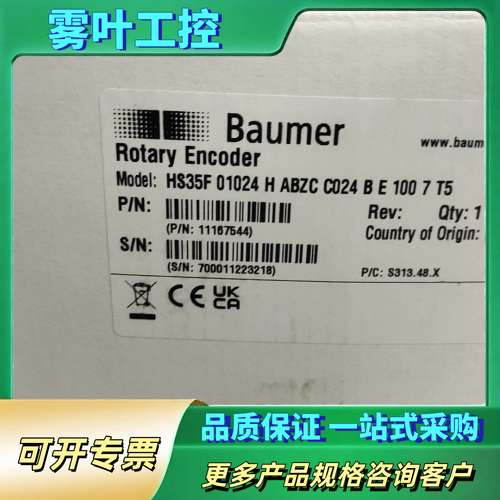 雾叶工控
Baumer
www.baum
Rotary Encoder
Model: HS35F 01024 H ABZC C024 B E 100 7 T5
P/N:
(P/N: 11167544)
Rev: Qty: 1
Country of Origin:
S/N:
(S/N: 700011223218)
P/C: S313.48.X
CE UK CA
品质保证 一站式采购
可开专票
更多产品规格咨询客户